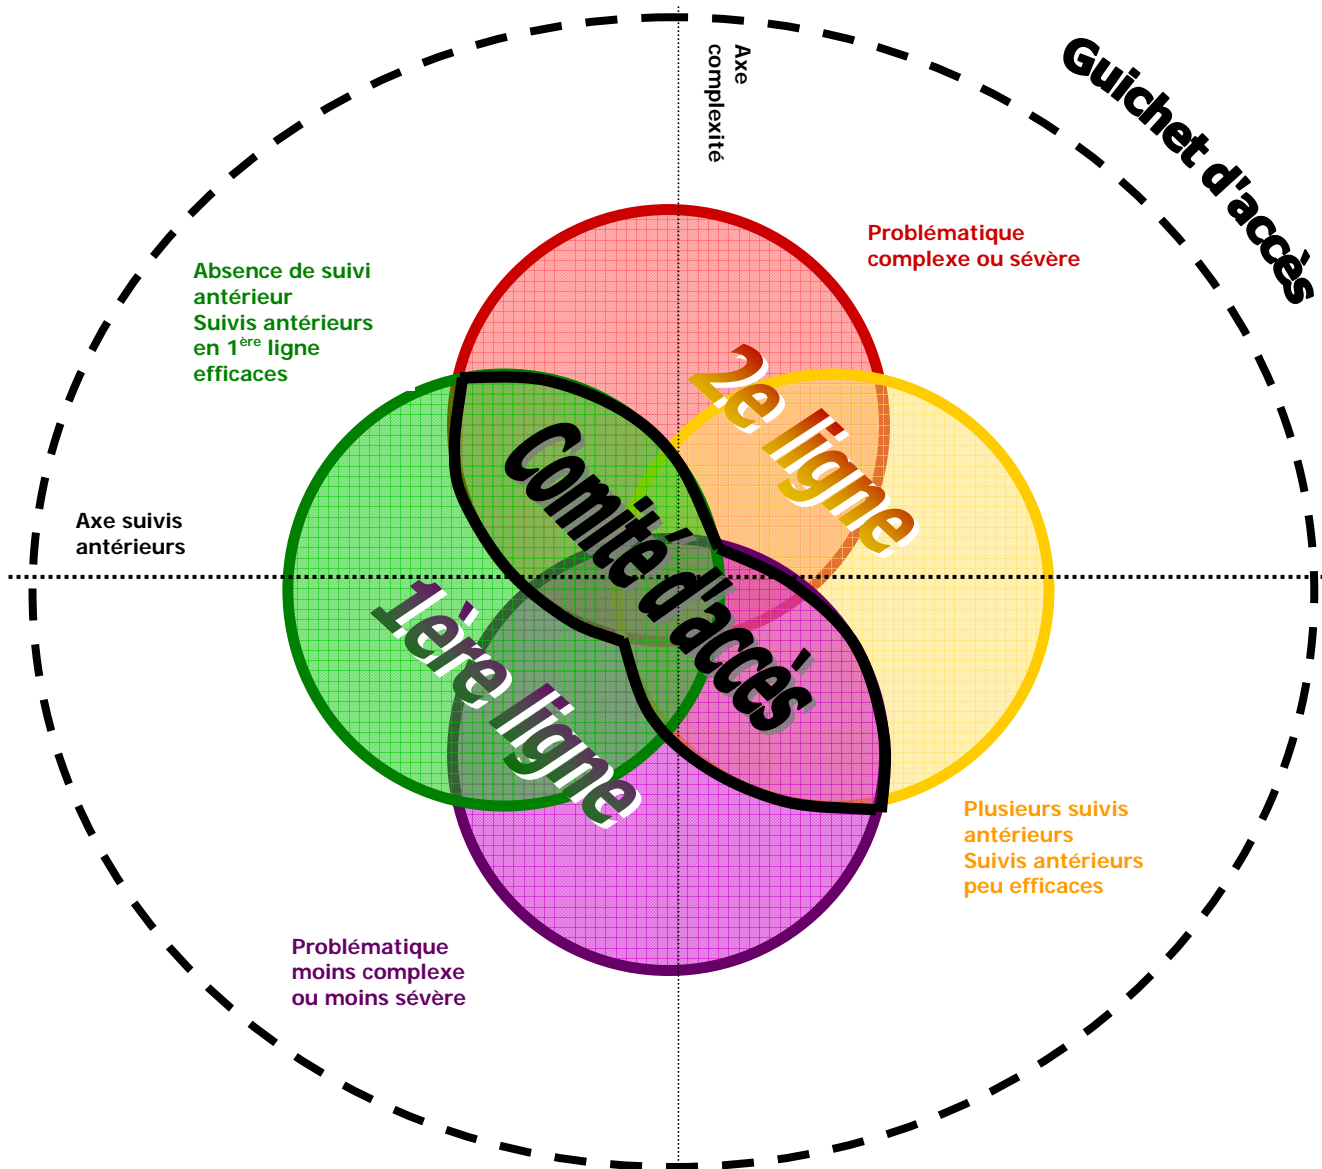 Axe
complexité
Guichet d'accès
Problématique
complexe ou sévère
Absence de suivi
antérieur
Suivis antérieurs
en 1ère ligne
efficaces
2e ligne
Comité d'accès
Axe suivis
antérieurs
1ère ligne
Plusieurs suivis
antérieurs
Suivis antérieurs
peu efficaces
Problématique
moins complexe
ou moins sévère